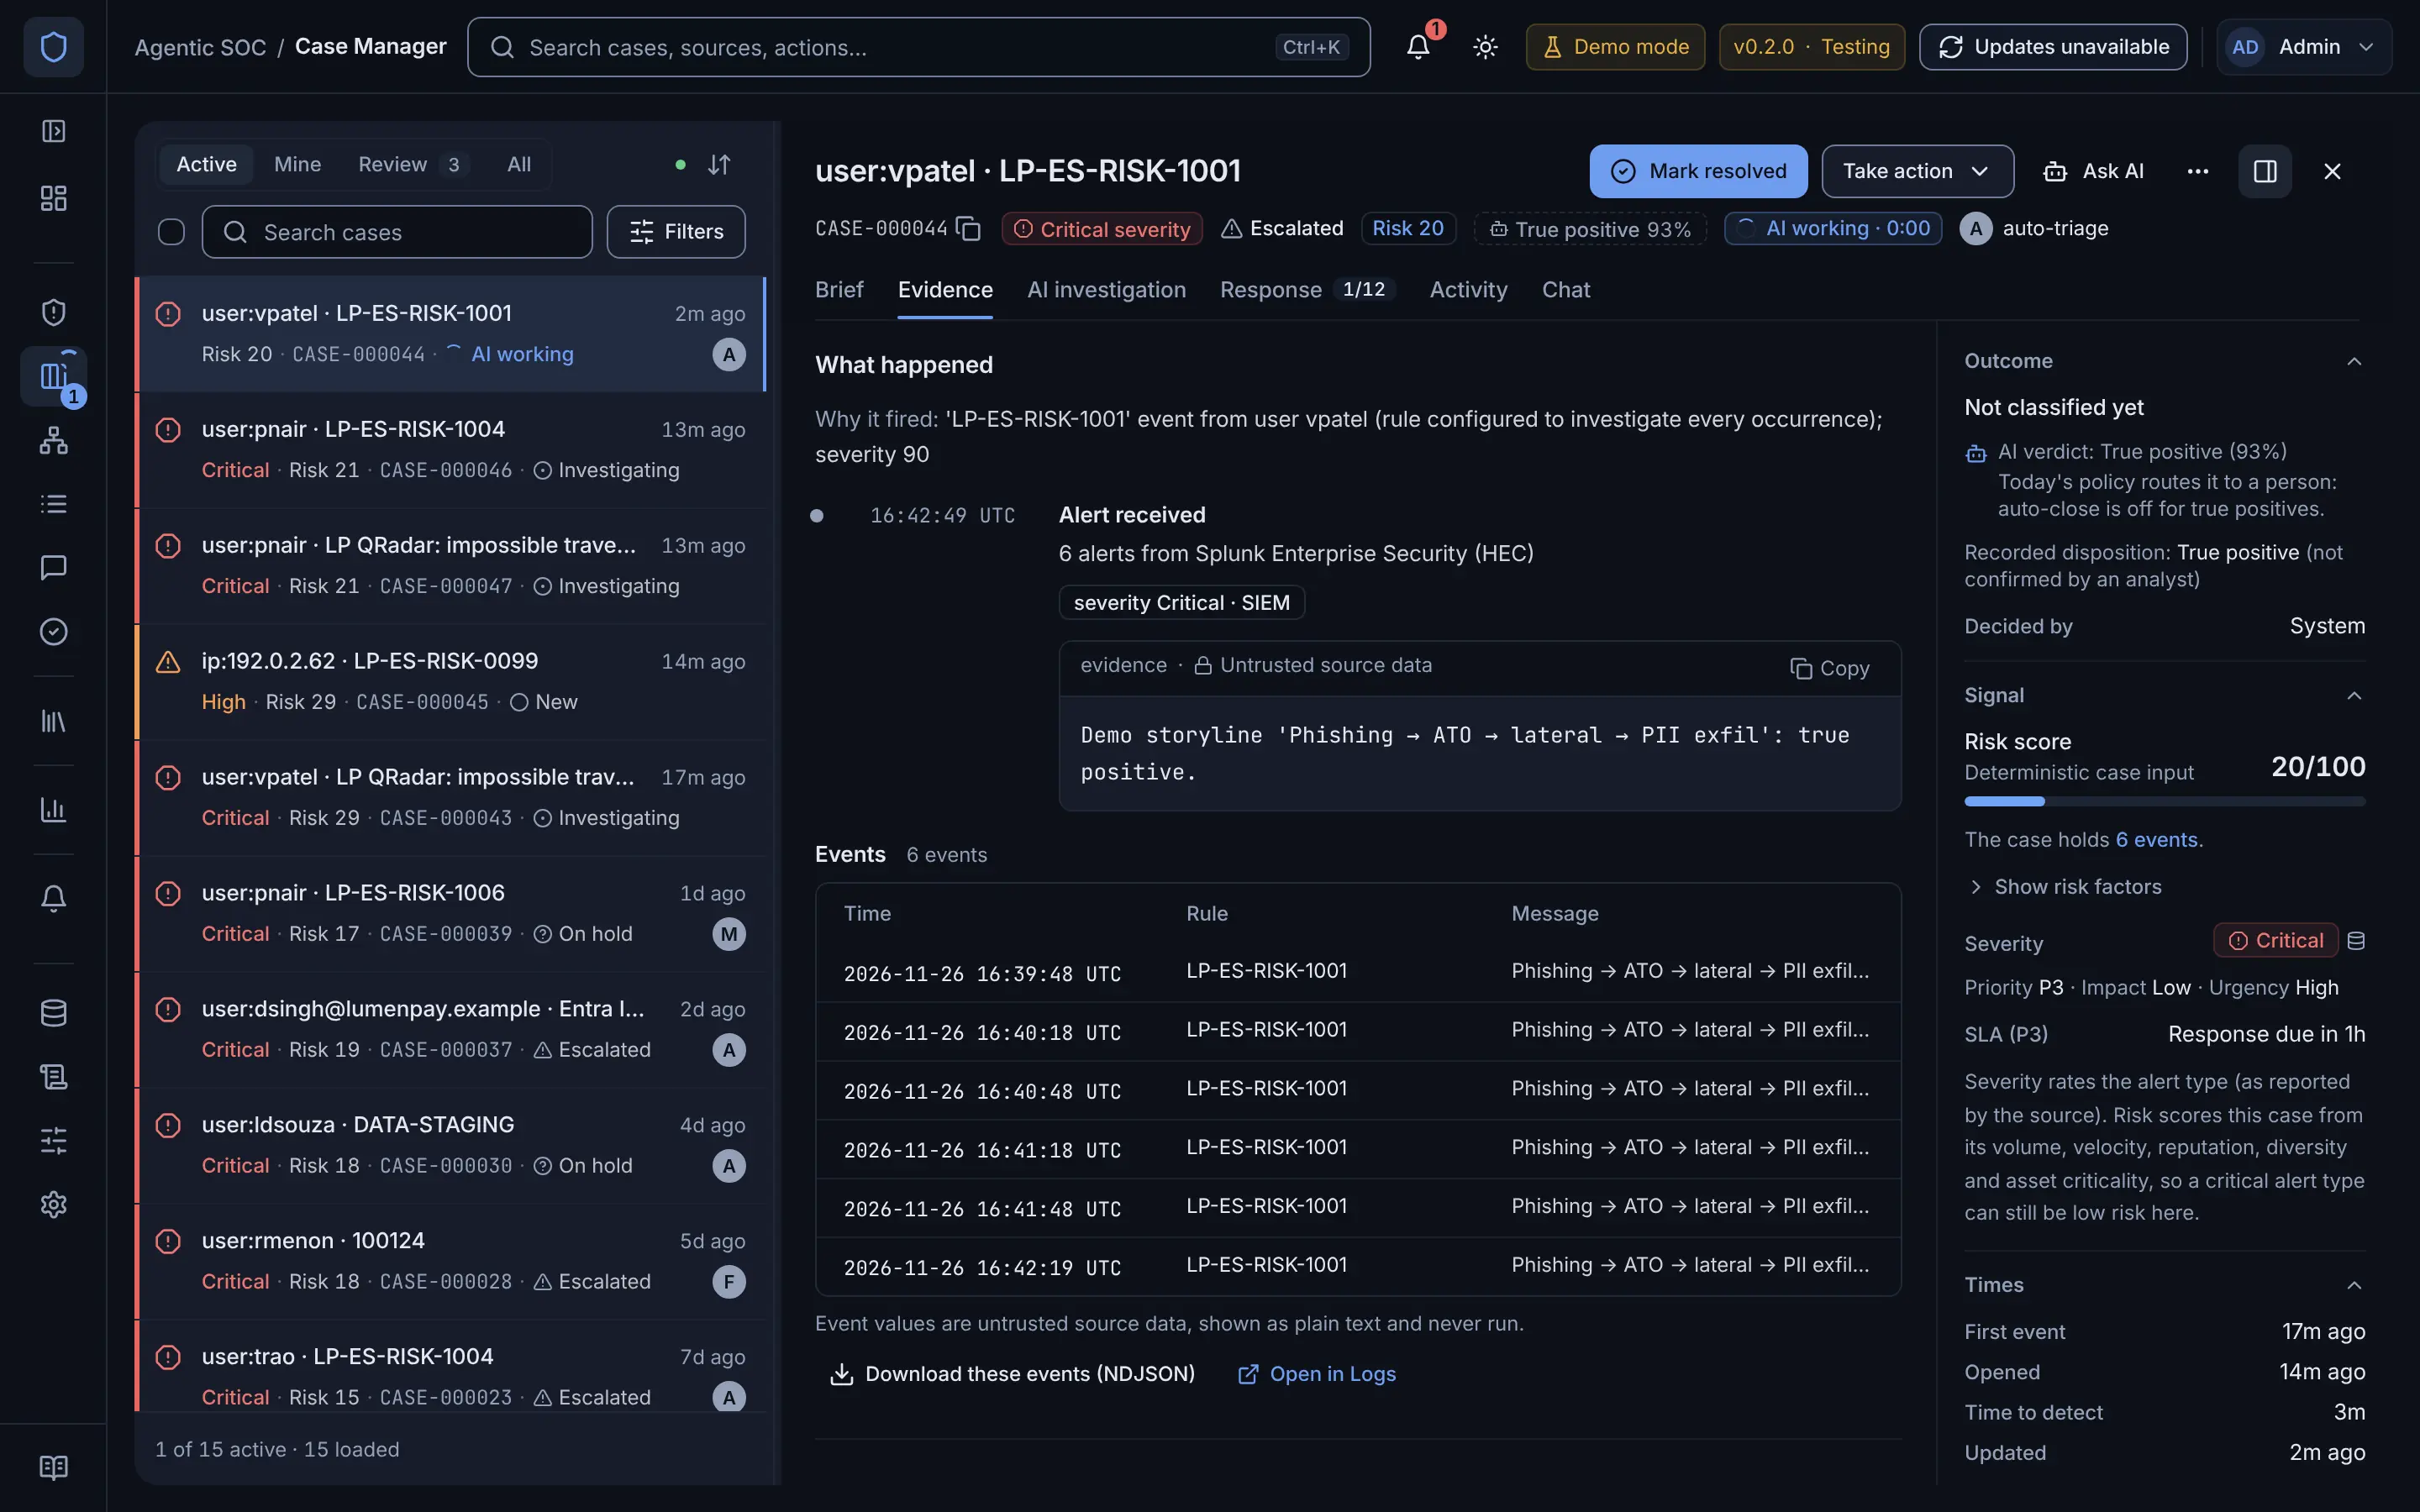 Agentic SOC / Case Manager
Search cases, sources, actions...
Ctrl+K
1
Demo mode
v0.2.0 · Testing
Updates unavailable
AD Admin
1
Active Mine Review 3 All
Search cases
Filters
user:vpatel · LP-ES-RISK-1001 2m ago
Risk 20 · CASE-000044 · AI working A
user:pnair · LP-ES-RISK-1004 13m ago
Critical · Risk 21 · CASE-000046 · Investigating
user:pnair · LP QRadar: impossible trave... 13m ago
Critical · Risk 21 · CASE-000047 · Investigating
ip:192.0.2.62 · LP-ES-RISK-0099 14m ago
High · Risk 29 · CASE-000045 · New
user:vpatel · LP QRadar: impossible trav... 17m ago
Critical · Risk 29 · CASE-000043 · Investigating
user:pnair · LP-ES-RISK-1006 1d ago
Critical · Risk 17 · CASE-000039 · On hold M
user:dsingh@lumenpay.example · Entra I... 2d ago
Critical · Risk 19 · CASE-000037 · Escalated A
user:ldsouza · DATA-STAGING 4d ago
Critical · Risk 18 · CASE-000030 · On hold A
user:rmenon · 100124 5d ago
Critical · Risk 18 · CASE-000028 · Escalated F
user:trao · LP-ES-RISK-1004 7d ago
Critical · Risk 15 · CASE-000023 · Escalated A
1 of 15 active · 15 loaded
user:vpatel · LP-ES-RISK-1001
Mark resolved
Take action
Ask AI
CASE-000044 Critical severity Escalated Risk 20 True positive 93% AI working · 0:00 A auto-triage
Brief Evidence AI investigation Response 1/12 Activity Chat
What happened
Why it fired: 'LP-ES-RISK-1001' event from user vpatel (rule configured to investigate every occurrence);
severity 90
16:42:49 UTC Alert received
6 alerts from Splunk Enterprise Security (HEC)
severity Critical · SIEM
evidence · Untrusted source data Copy
Demo storyline 'Phishing → ATO → lateral → PII exfil': true
positive.
Events 6 events
Time Rule Message
2026-11-26 16:39:48 UTC LP-ES-RISK-1001 Phishing → ATO → lateral → PII exfil...
2026-11-26 16:40:18 UTC LP-ES-RISK-1001 Phishing → ATO → lateral → PII exfil...
2026-11-26 16:40:48 UTC LP-ES-RISK-1001 Phishing → ATO → lateral → PII exfil...
2026-11-26 16:41:18 UTC LP-ES-RISK-1001 Phishing → ATO → lateral → PII exfil...
2026-11-26 16:41:48 UTC LP-ES-RISK-1001 Phishing → ATO → lateral → PII exfil...
2026-11-26 16:42:19 UTC LP-ES-RISK-1001 Phishing → ATO → lateral → PII exfil...
Event values are untrusted source data, shown as plain text and never run.
Download these events (NDJSON) Open in Logs
Outcome
Not classified yet
AI verdict: True positive (93%)
Today's policy routes it to a person:
auto-close is off for true positives.
Recorded disposition: True positive (not
confirmed by an analyst)
Decided by System
Signal
Risk score
Deterministic case input 20/100
The case holds 6 events.
Show risk factors
Severity Critical
Priority P3 · Impact Low · Urgency High
SLA (P3) Response due in 1h
Severity rates the alert type (as reported
by the source). Risk scores this case from
its volume, velocity, reputation, diversity
and asset criticality, so a critical alert type
can still be low risk here.
Times
First event 17m ago
Opened 14m ago
Time to detect 3m
Updated 2m ago